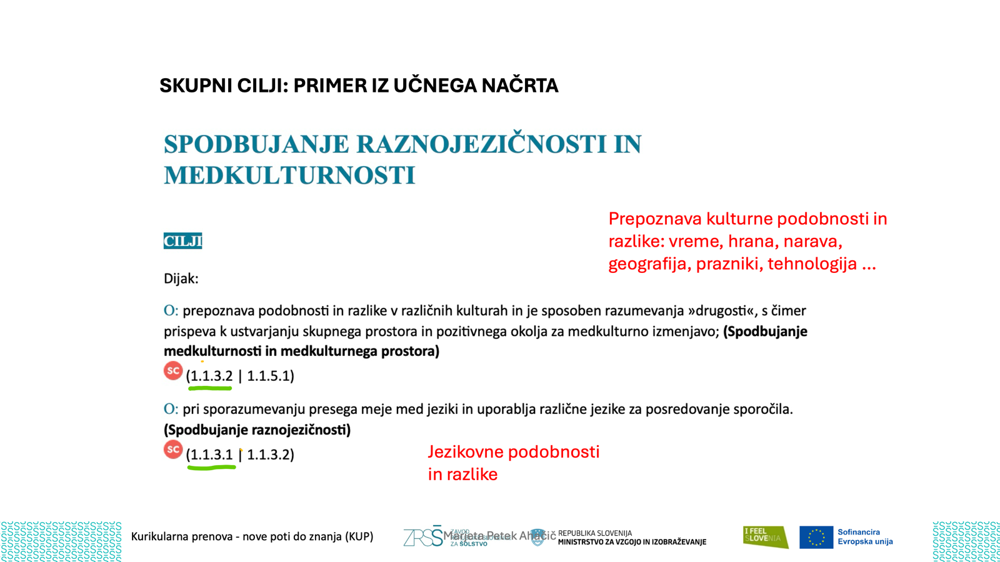 SKUPNI CILJI: PRIMER IZ UČNEGA NAČRTA
SPODBUJANJE RAZNOJEZIČNOSTI IN
MEDKULTURNOSTI
Prepoznava kulturne podobnosti in
razlike: vreme, hrana, narava,
geografija, prazniki, tehnologija ...
CILJI
Dijak:
O: prepoznava podobnosti in razlike v različnih kulturah in je sposoben razumevanja »drugosti«, s čimer
prispeva k ustvarjanju skupnega prostora in pozitivnega okolja za medkulturno izmenjavo; (Spodbujanje
medkulturnosti in medkulturnega prostora)
SC (1.1.3.2 | 1.1.5.1)
O: pri sporazumevanju presega meje med jeziki in uporablja različne jezike za posredovanje sporočila.
(Spodbujanje raznojezičnosti)
SC (1.1.3.1 | 1.1.3.2)
Jezikovne podobnosti
in razlike
Kurikularna prenova - nove poti do znanja (KUP)
ZRSŠ
ZAVOD
REPUBLIKE SLOVENIJE
ZA ŠOLSTVO
Marjeta Petek Ahačič
REPUBLIKA SLOVENIJA
MINISTRSTVO ZA VZGOJO IN IZOBRAŽEVANJE
I FEEL
SLOVENIA
Sofinancira
Evropska unija